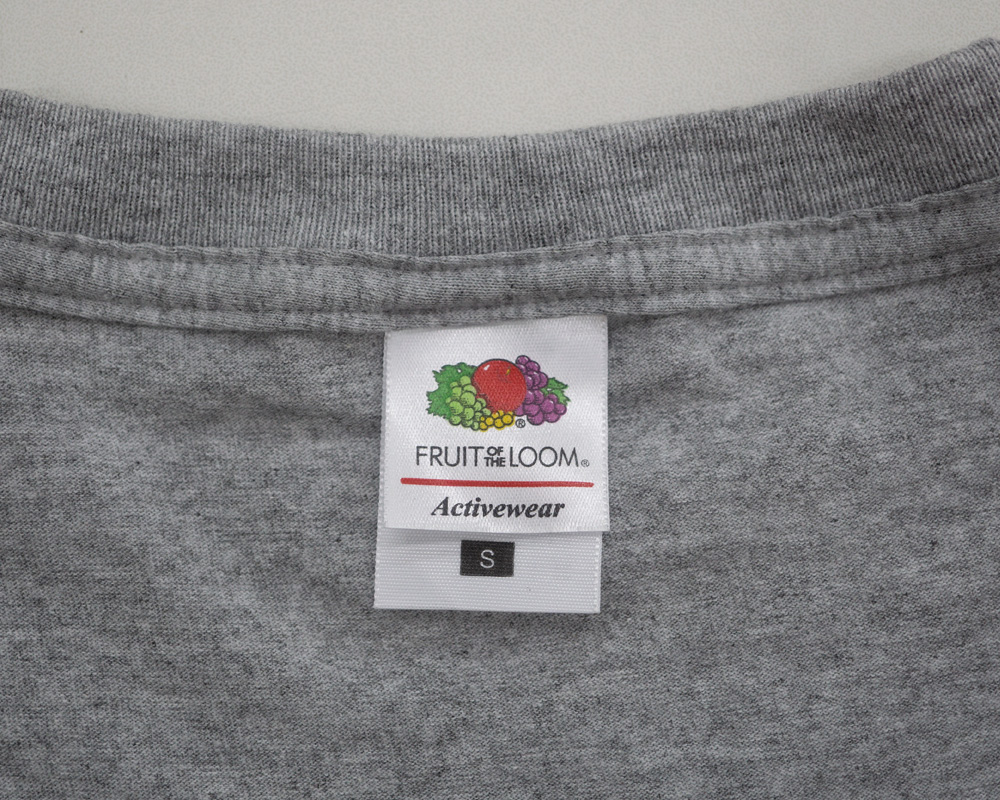 ®
FRUIT OF THE LOOM®
Activewear
S